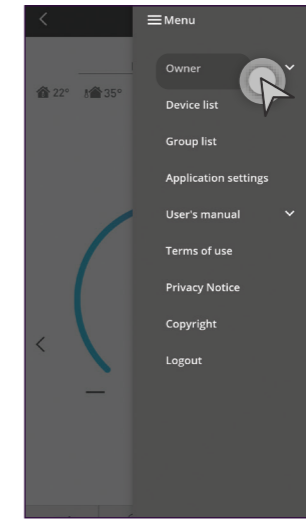 Menu
Owner
22° 35°
Device list
Group list
Application settings
User's manual
Terms of use
Privacy Notice
Copyright
Logout